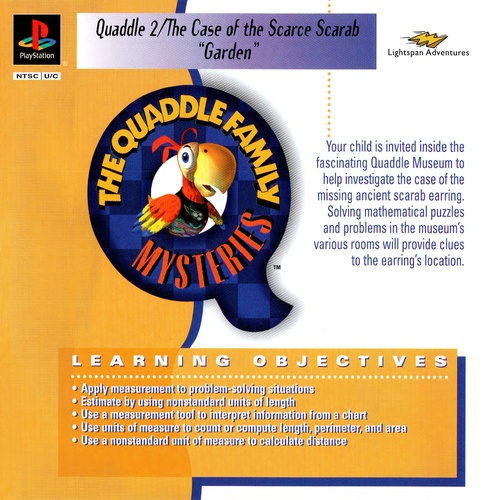 Quaddle 2/The Case of the Scarce Scarab
"Garden"
PlayStation
NTSC U/C
Lightspan Adventures
THE QUADDLE FAMILY
MYSTERIES
TM
Your child is invited inside the
fascinating Quaddle Museum to
help investigate the case of the
missing ancient scarab earring.
Solving mathematical puzzles
and problems in the museum's
various rooms will provide clues
to the earring's location.
LEARNING OBJECTIVES
• Apply measurement to problem-solving situations
• Estimate by using nonstandard units of length
• Use a measurement tool to interpret information from a chart
• Use units of measure to count or compute length, perimeter, and area
• Use a nonstandard unit of measure to calculate distance